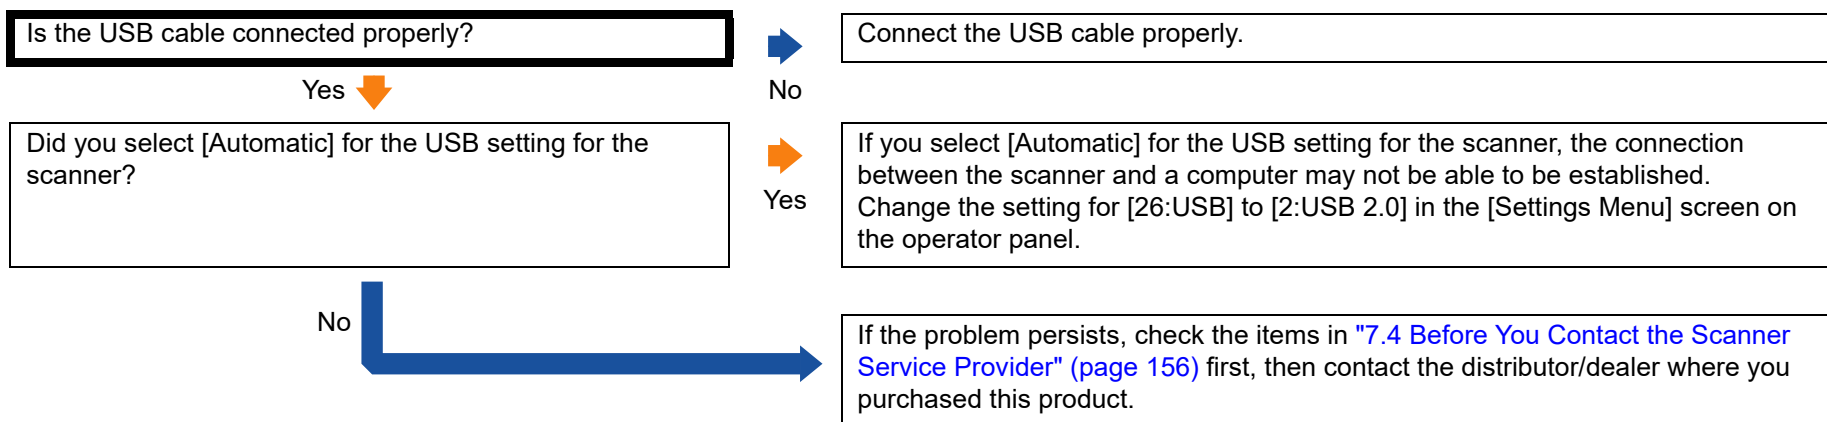 Is the USB cable connected properly?
Connect the USB cable properly.
Yes
No
Did you select [Automatic] for the USB setting for the
scanner?
Yes
If you select [Automatic] for the USB setting for the scanner, the connection
between the scanner and a computer may not be able to be established.
Change the setting for [26:USB] to [2:USB 2.0] in the [Settings Menu] screen on
the operator panel.
No
If the problem persists, check the items in "7.4 Before You Contact the Scanner
Service Provider" (page 156) first, then contact the distributor/dealer where you
purchased this product.